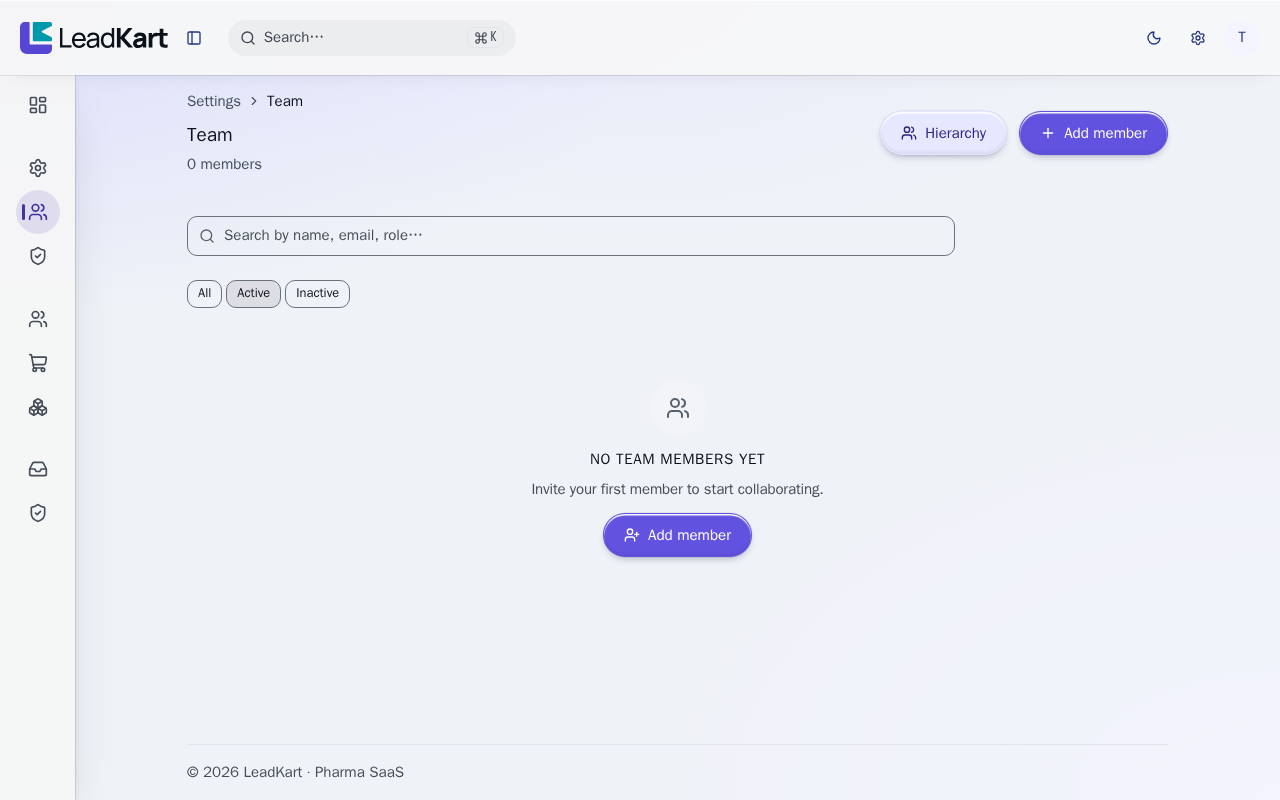 LeadKart
Search…
⌘K
T
Settings > Team
Team
0 members
Hierarchy
Add member
Search by name, email, role…
All
Active
Inactive
NO TEAM MEMBERS YET
Invite your first member to start collaborating.
Add member
© 2026 LeadKart · Pharma SaaS